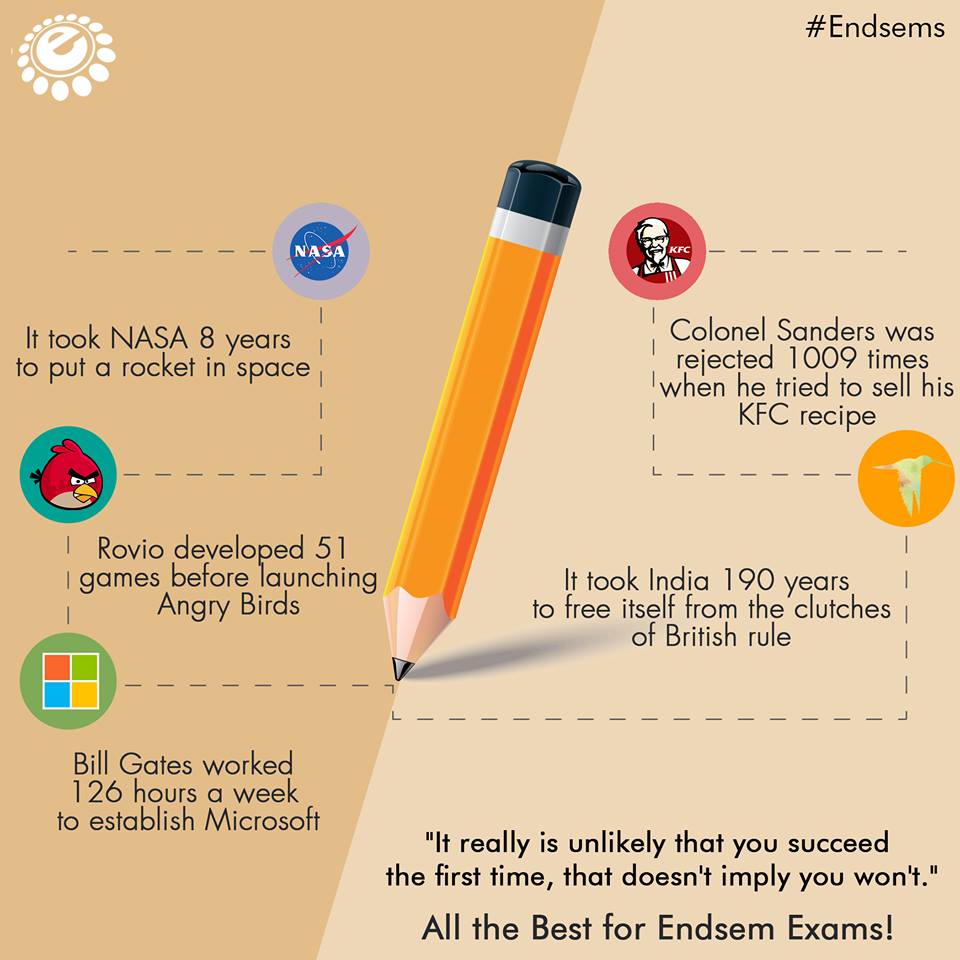 e
#Endsems
NASA
KFC
It took NASA 8 years
to put a rocket in space
Colonel Sanders was
rejected 1009 times
when he tried to sell his
KFC recipe
Rovio developed 51
games before launching
Angry Birds
It took India 190 years
to free itself from the clutches
of British rule
Bill Gates worked
126 hours a week
to establish Microsoft
"It really is unlikely that you succeed
the first time, that doesn't imply you won't."
All the Best for Endsem Exams!